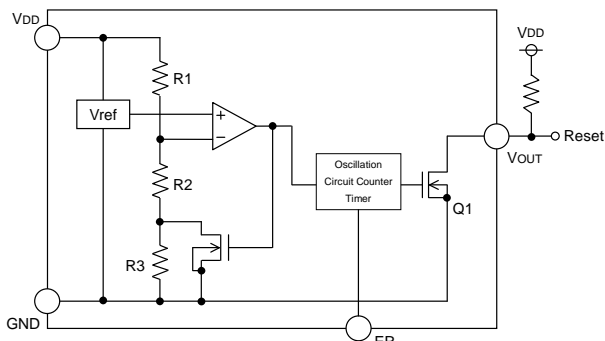 VDD
R1
Vref
+
−
R2
R3
GND
Oscillation
Circuit Counter
Timer
Q1
VDD
VOUT
Reset